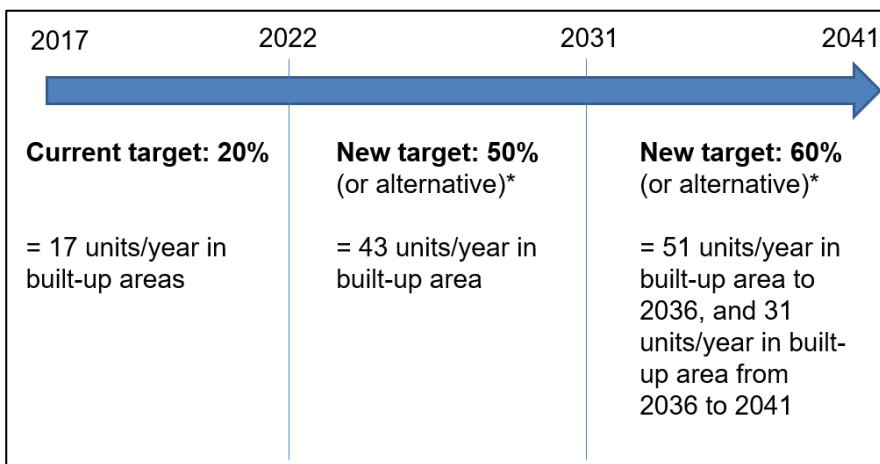 2017
2022
2031
2041
Current target: 20%
= 17 units/year in
built-up areas
New target: 50%
(or alternative)*
= 43 units/year in
built-up area
New target: 60%
(or alternative)*
= 51 units/year in
built-up area to
2036, and 31
units/year in built-
up area from
2036 to 2041